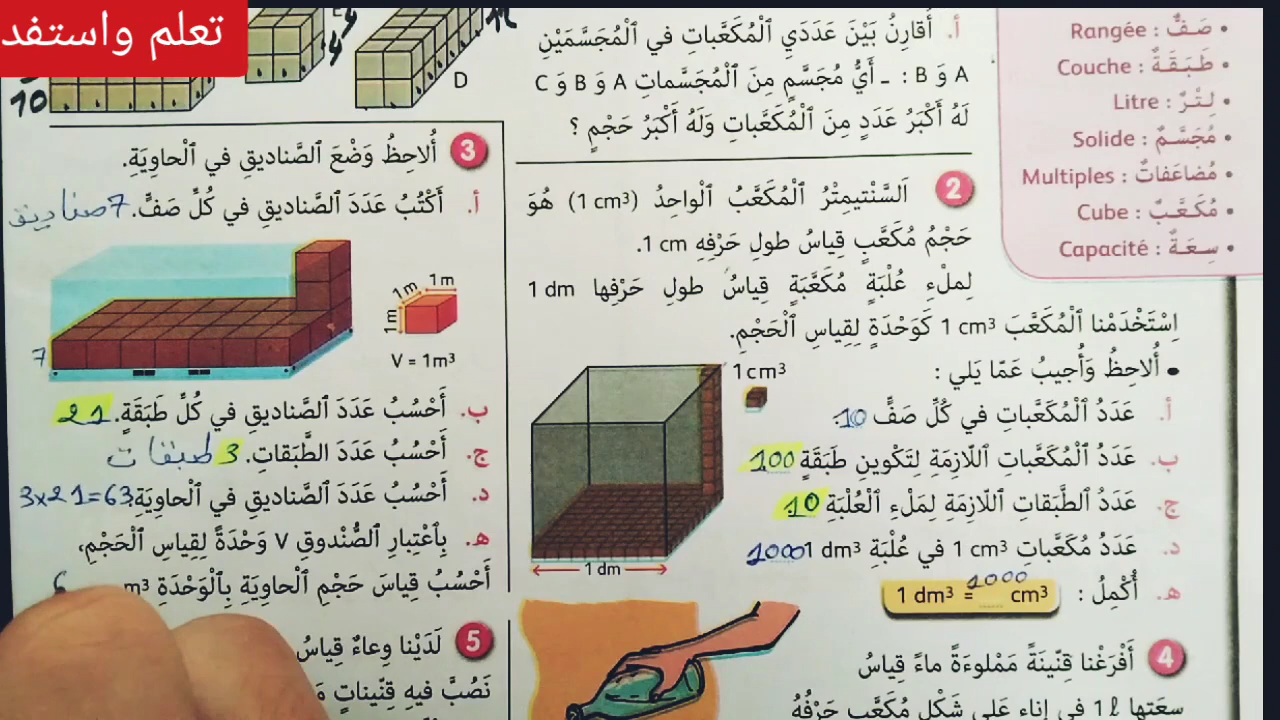 تعلم واستفد
10
4
4
D
أ. أُقارِنُ بَيْنَ عَدَدَيِ ٱلْمُكَعَّباتِ في ٱلْمُجَسَّمَيْنِ
A وَ B : ـ أَيُّ مُجَسَّمٍ مِنَ ٱلْمُجَسَّماتِ A وَ B وَ C
لَهُ أَكْبَرُ عَدَدٍ مِنَ ٱلْمُكَعَّباتِ وَلَهُ أَكْبَرُ حَجْمٍ ؟
• صَفٌّ : Rangée
• طَبَقَةٌ : Couche
• لِتْرٌ : Litre
• مُجَسَّمٌ : Solide
• مُضاعَفاتٌ : Multiples
• مُكَعَّبٌ : Cube
• سِعَةٌ : Capacité
2 اَلسَّنْتيمِتْرُ ٱلْمُكَعَّبُ ٱلْواحِدُ (1 cm³) هُوَ
حَجْمُ مُكَعَّبٍ قِياسُ طولِ حَرْفِهِ 1 cm.
لِمِلْءِ عُلْبَةٍ مُكَعَّبَةٍ قِياسُ طولِ حَرْفِها 1 dm
اِسْتَخْدَمْنا ٱلْمُكَعَّبَ 1 cm³ كَوَحْدَةٍ لِقِياسِ ٱلْحَجْمِ.
• أُلاحِظُ وَأُجيبُ عَمّا يَلي :
1cm³
أ. عَدَدُ ٱلْمُكَعَّباتِ في كُلِّ صَفٍّ 10
ب. عَدَدُ ٱلْمُكَعَّباتِ ٱللّازِمَةِ لِتَكْوينِ طَبَقَةٍ 100
ج. عَدَدُ ٱلطَّبَقاتِ ٱللّازِمَةِ لِمَلْءِ ٱلْعُلْبَةِ 10
د. عَدَدُ مُكَعَّباتِ 1 cm³ في عُلْبَةِ 1 dm³ 1000
هـ. أُكْمِلُ : 1 dm³ = 1000 cm³
1 dm
3 أُلاحِظُ وَضْعَ ٱلصَّناديقِ في ٱلْحاوِيَةِ.
أ. أَكْتُبُ عَدَدَ ٱلصَّناديقِ في كُلِّ صَفٍّ. 7 صناديق
1m
1m
1m
V = 1m³
7
ب. أَحْسُبُ عَدَدَ ٱلصَّناديقِ في كُلِّ طَبَقَةٍ. 21
ج. أَحْسُبُ عَدَدَ ٱلطَّبَقاتِ. 3 طبقات
د. أَحْسُبُ عَدَدَ ٱلصَّناديقِ في ٱلْحاوِيَةِ. 3x21=63
هـ. بِٱعْتِبارِ ٱلصُّنْدوقِ V وَحْدَةً لِقِياسِ ٱلْحَجْمِ،
أَحْسُبُ قِياسَ حَجْمِ ٱلْحاوِيَةِ بِٱلْوَحْدَةِ m³
4 أَفْرَغْنا قِنّينَةً مَمْلوءَةً ماءً قِياسُ
سِعَتِها 1 ℓ في إِناءٍ عَلى شَكْلِ مُكَعَّبٍ حَرْفُهُ
5 لَدَيْنا وِعاءٌ قِياسُ
نَصُبُّ فيهِ قِنّيناتٍ